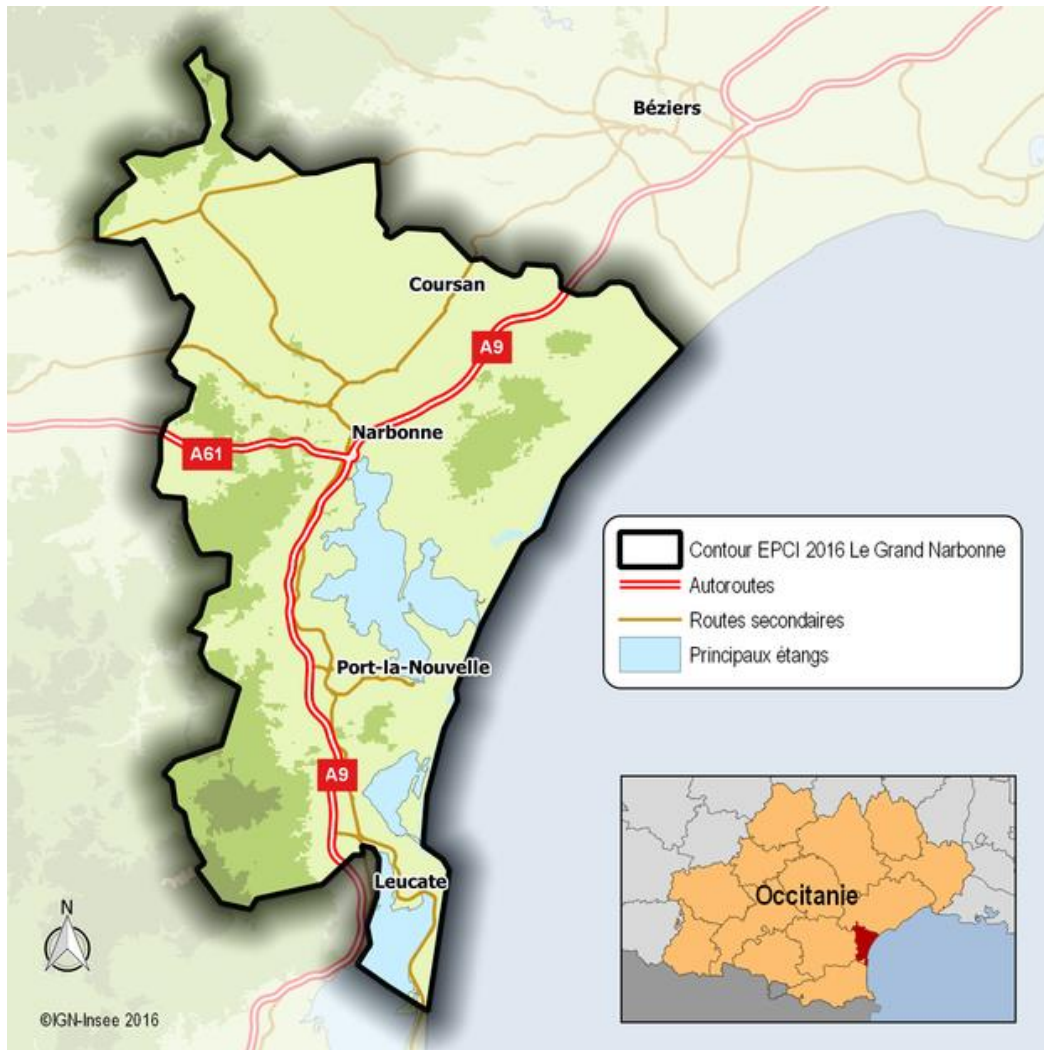 Béziers
Coursan
A9
Narbonne
A61
Contour EPCI 2016 Le Grand Narbonne
Autoroutes
Routes secondaires
Principaux étangs
Port-la-Nouvelle
A9
Leucate
Occitanie
N
©IGN-Insee 2016